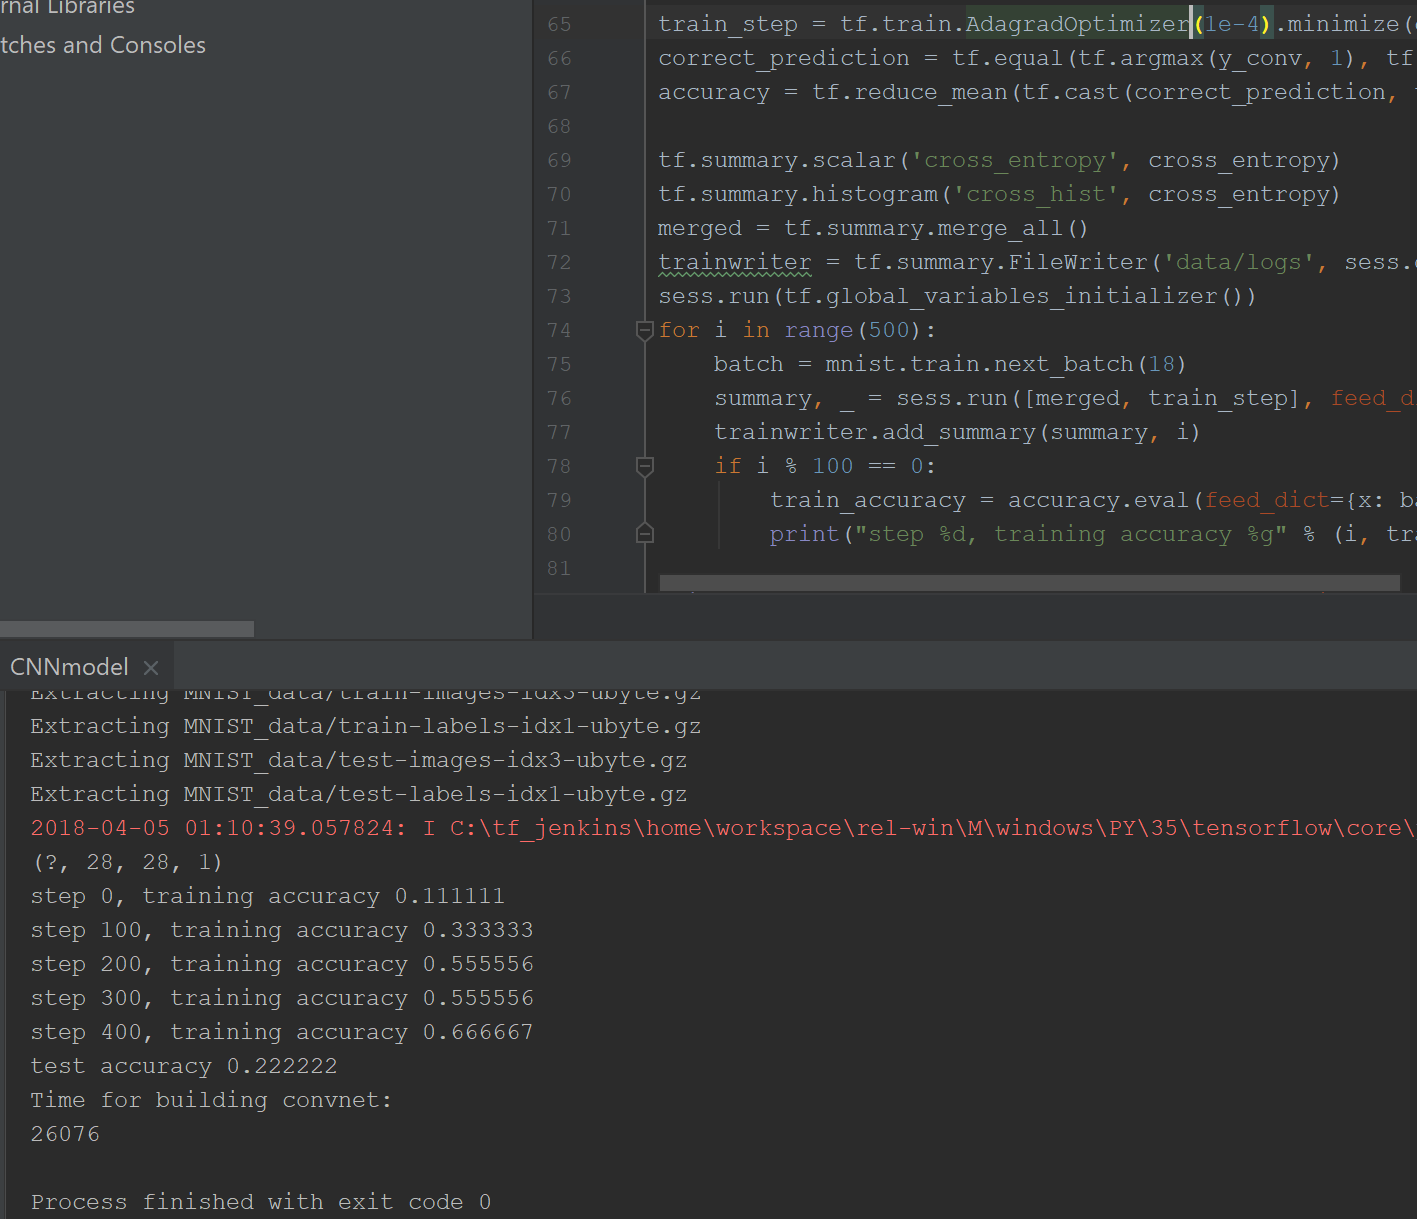 rnal Libraries
tches and Consoles
65 train_step = tf.train.AdagradOptimizer(1e-4).minimize(
66 correct_prediction = tf.equal(tf.argmax(y_conv, 1), tf
67 accuracy = tf.reduce_mean(tf.cast(correct_prediction,
68
69 tf.summary.scalar('cross_entropy', cross_entropy)
70 tf.summary.histogram('cross_hist', cross_entropy)
71 merged = tf.summary.merge_all()
72 trainwriter = tf.summary.FileWriter('data/logs', sess.
73 sess.run(tf.global_variables_initializer())
74 for i in range(500):
75 batch = mnist.train.next_batch(18)
76 summary, _ = sess.run([merged, train_step], feed_d
77 trainwriter.add_summary(summary, i)
78 if i % 100 == 0:
79 train_accuracy = accuracy.eval(feed_dict={x: ba
80 print("step %d, training accuracy %g" % (i, tra
81
CNNmodel
Extracting MNIST_data/train-images-idx3-ubyte.gz
Extracting MNIST_data/train-labels-idx1-ubyte.gz
Extracting MNIST_data/test-images-idx3-ubyte.gz
Extracting MNIST_data/test-labels-idx1-ubyte.gz
2018-04-05 01:10:39.057824: I C:\tf_jenkins\home\workspace\rel-win\M\windows\PY\35\tensorflow\core\
(?, 28, 28, 1)
step 0, training accuracy 0.111111
step 100, training accuracy 0.333333
step 200, training accuracy 0.555556
step 300, training accuracy 0.555556
step 400, training accuracy 0.666667
test accuracy 0.222222
Time for building convnet:
26076
Process finished with exit code 0